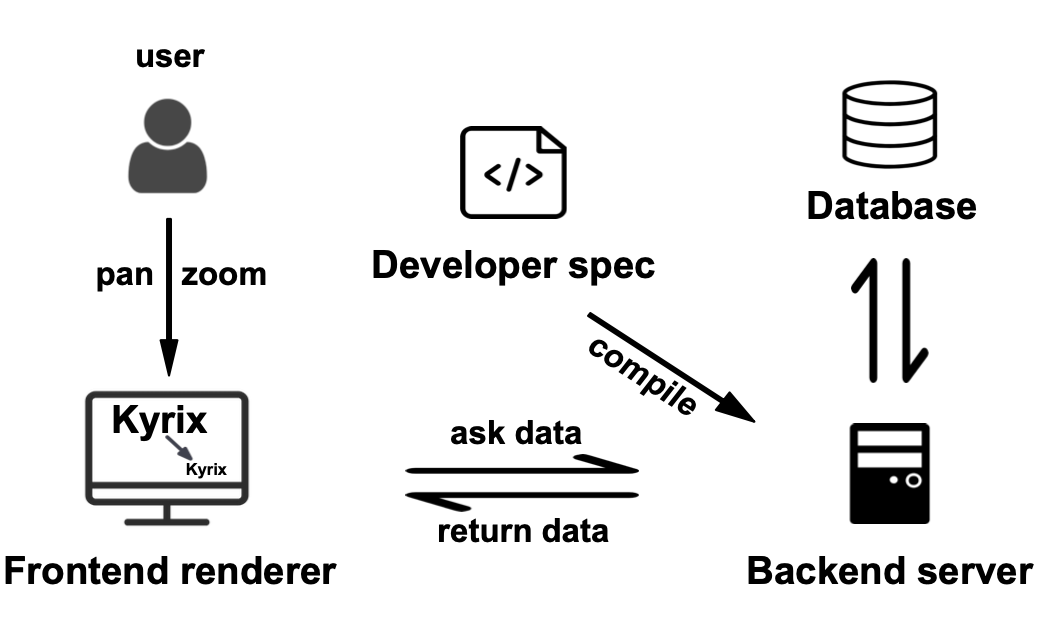 user
</>
Database
Developer spec
pan
zoom
compile
Kyrix
Kyrix
ask data
return data
Frontend renderer
Backend server